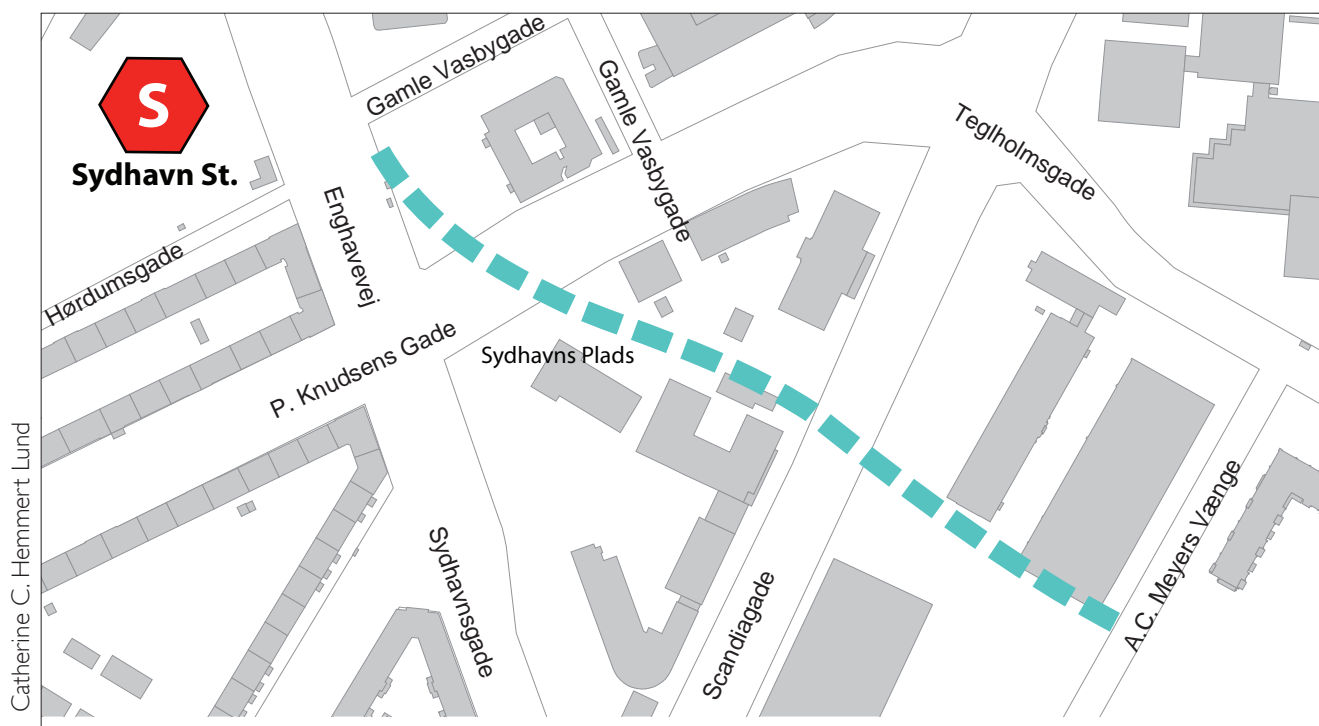 S
Sydhavn St.
Gamle Vasbygade
Gamle Vasbygade
Teglholmsgade
Enghavevej
Hørdumsgade
P. Knudsens Gade
Sydhavns Plads
Sydhavnsgade
Scandiagade
A.C. Meyers Vænge
Catherine C. Hemmert Lund